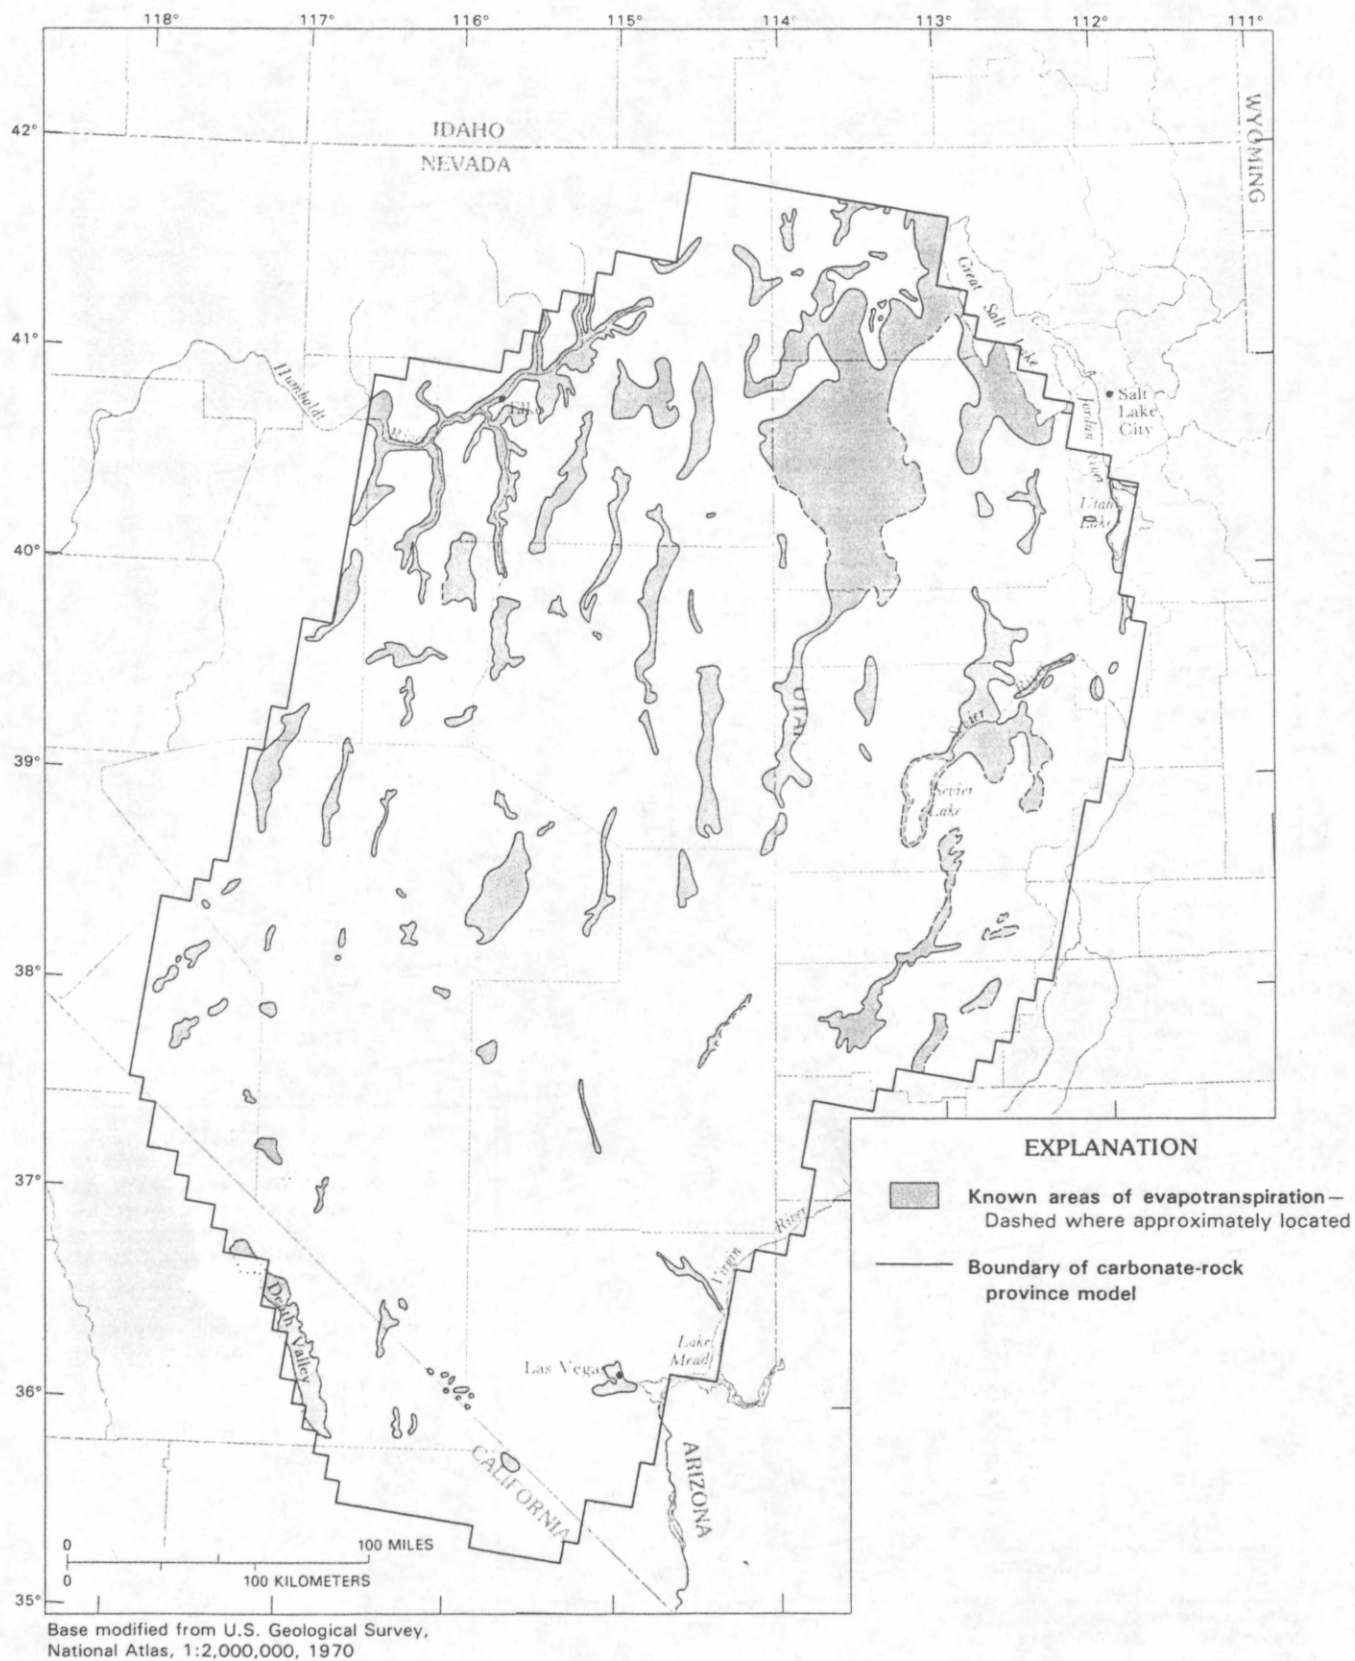 118° 117° 116° 115° 114° 113° 112° 111°
42°
IDAHO
NEVADA
WYOMING
Great Salt Lake
41°
Humboldt
River
Elko
Salt
Lake
City
Jordan River
Utah
Lake
40°
UTAH
Sevier
39°
Sevier
Lake
38°
37°
Virgin River
Death Valley
Lake
Mead
Las Vegas
36°
CALIFORNIA
ARIZONA
35°
EXPLANATION
Known areas of evapotranspiration—
Dashed where approximately located
Boundary of carbonate-rock
province model
0 100 MILES
0 100 KILOMETERS
Base modified from U.S. Geological Survey,
National Atlas, 1:2,000,000, 1970